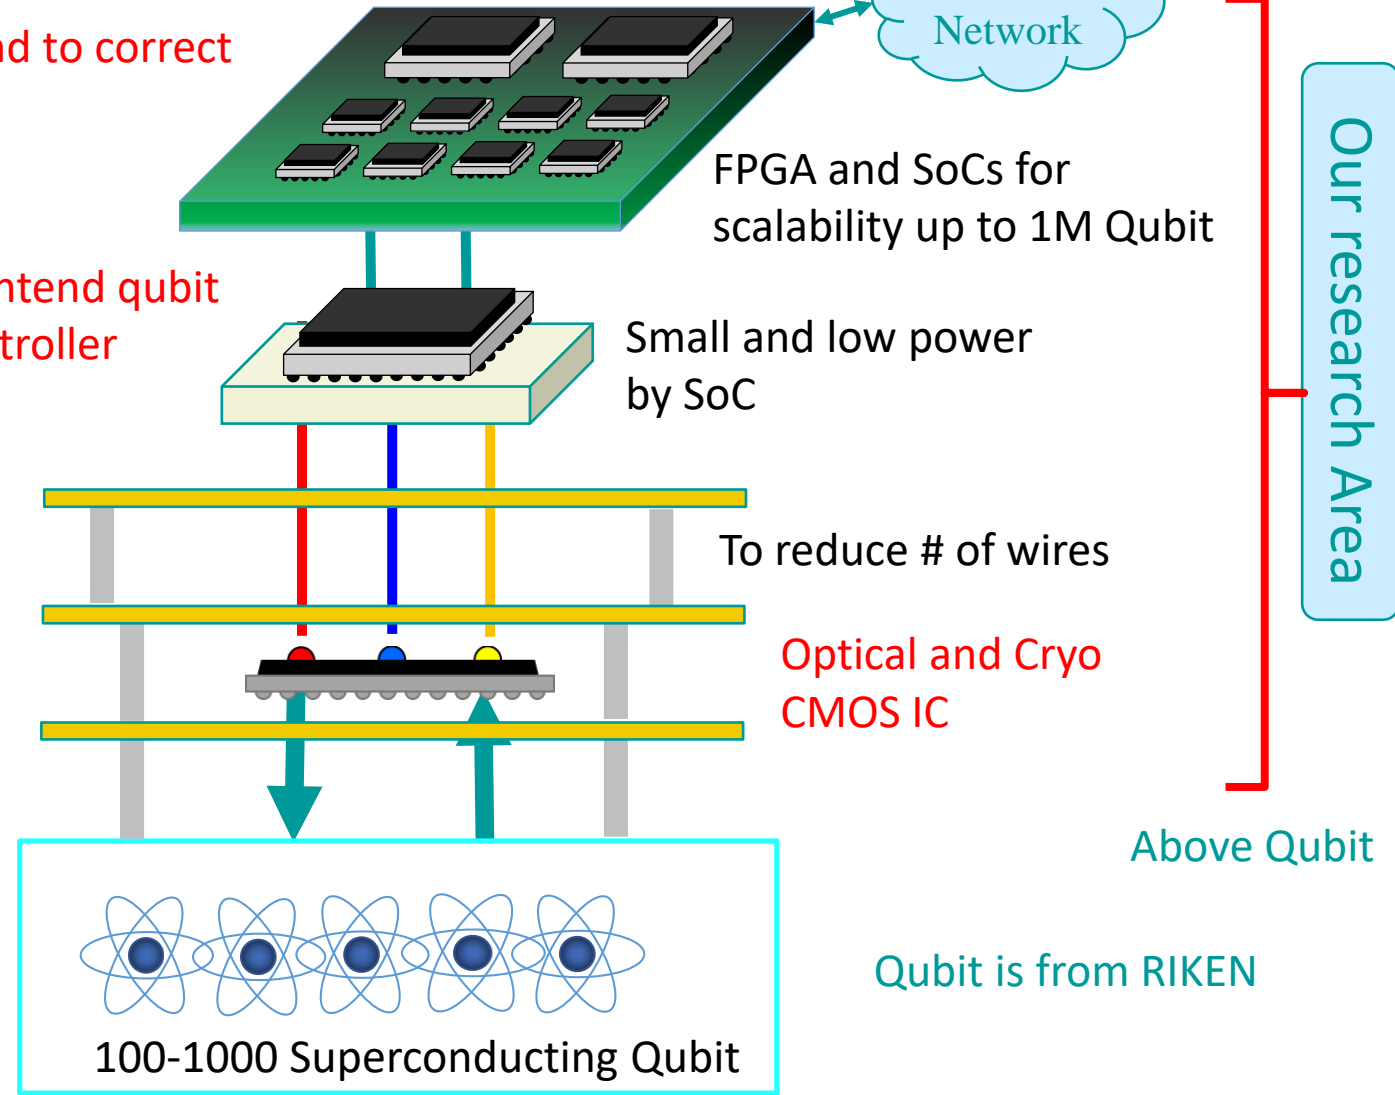 Network
to correct
FPGA and SoCs for
scalability up to 1M Qubit
qubit
Small and low power
by SoC
To reduce # of wires
Optical and Cryo
CMOS IC
Our research Area
Above Qubit
Qubit is from RIKEN
100-1000 Superconducting Qubit